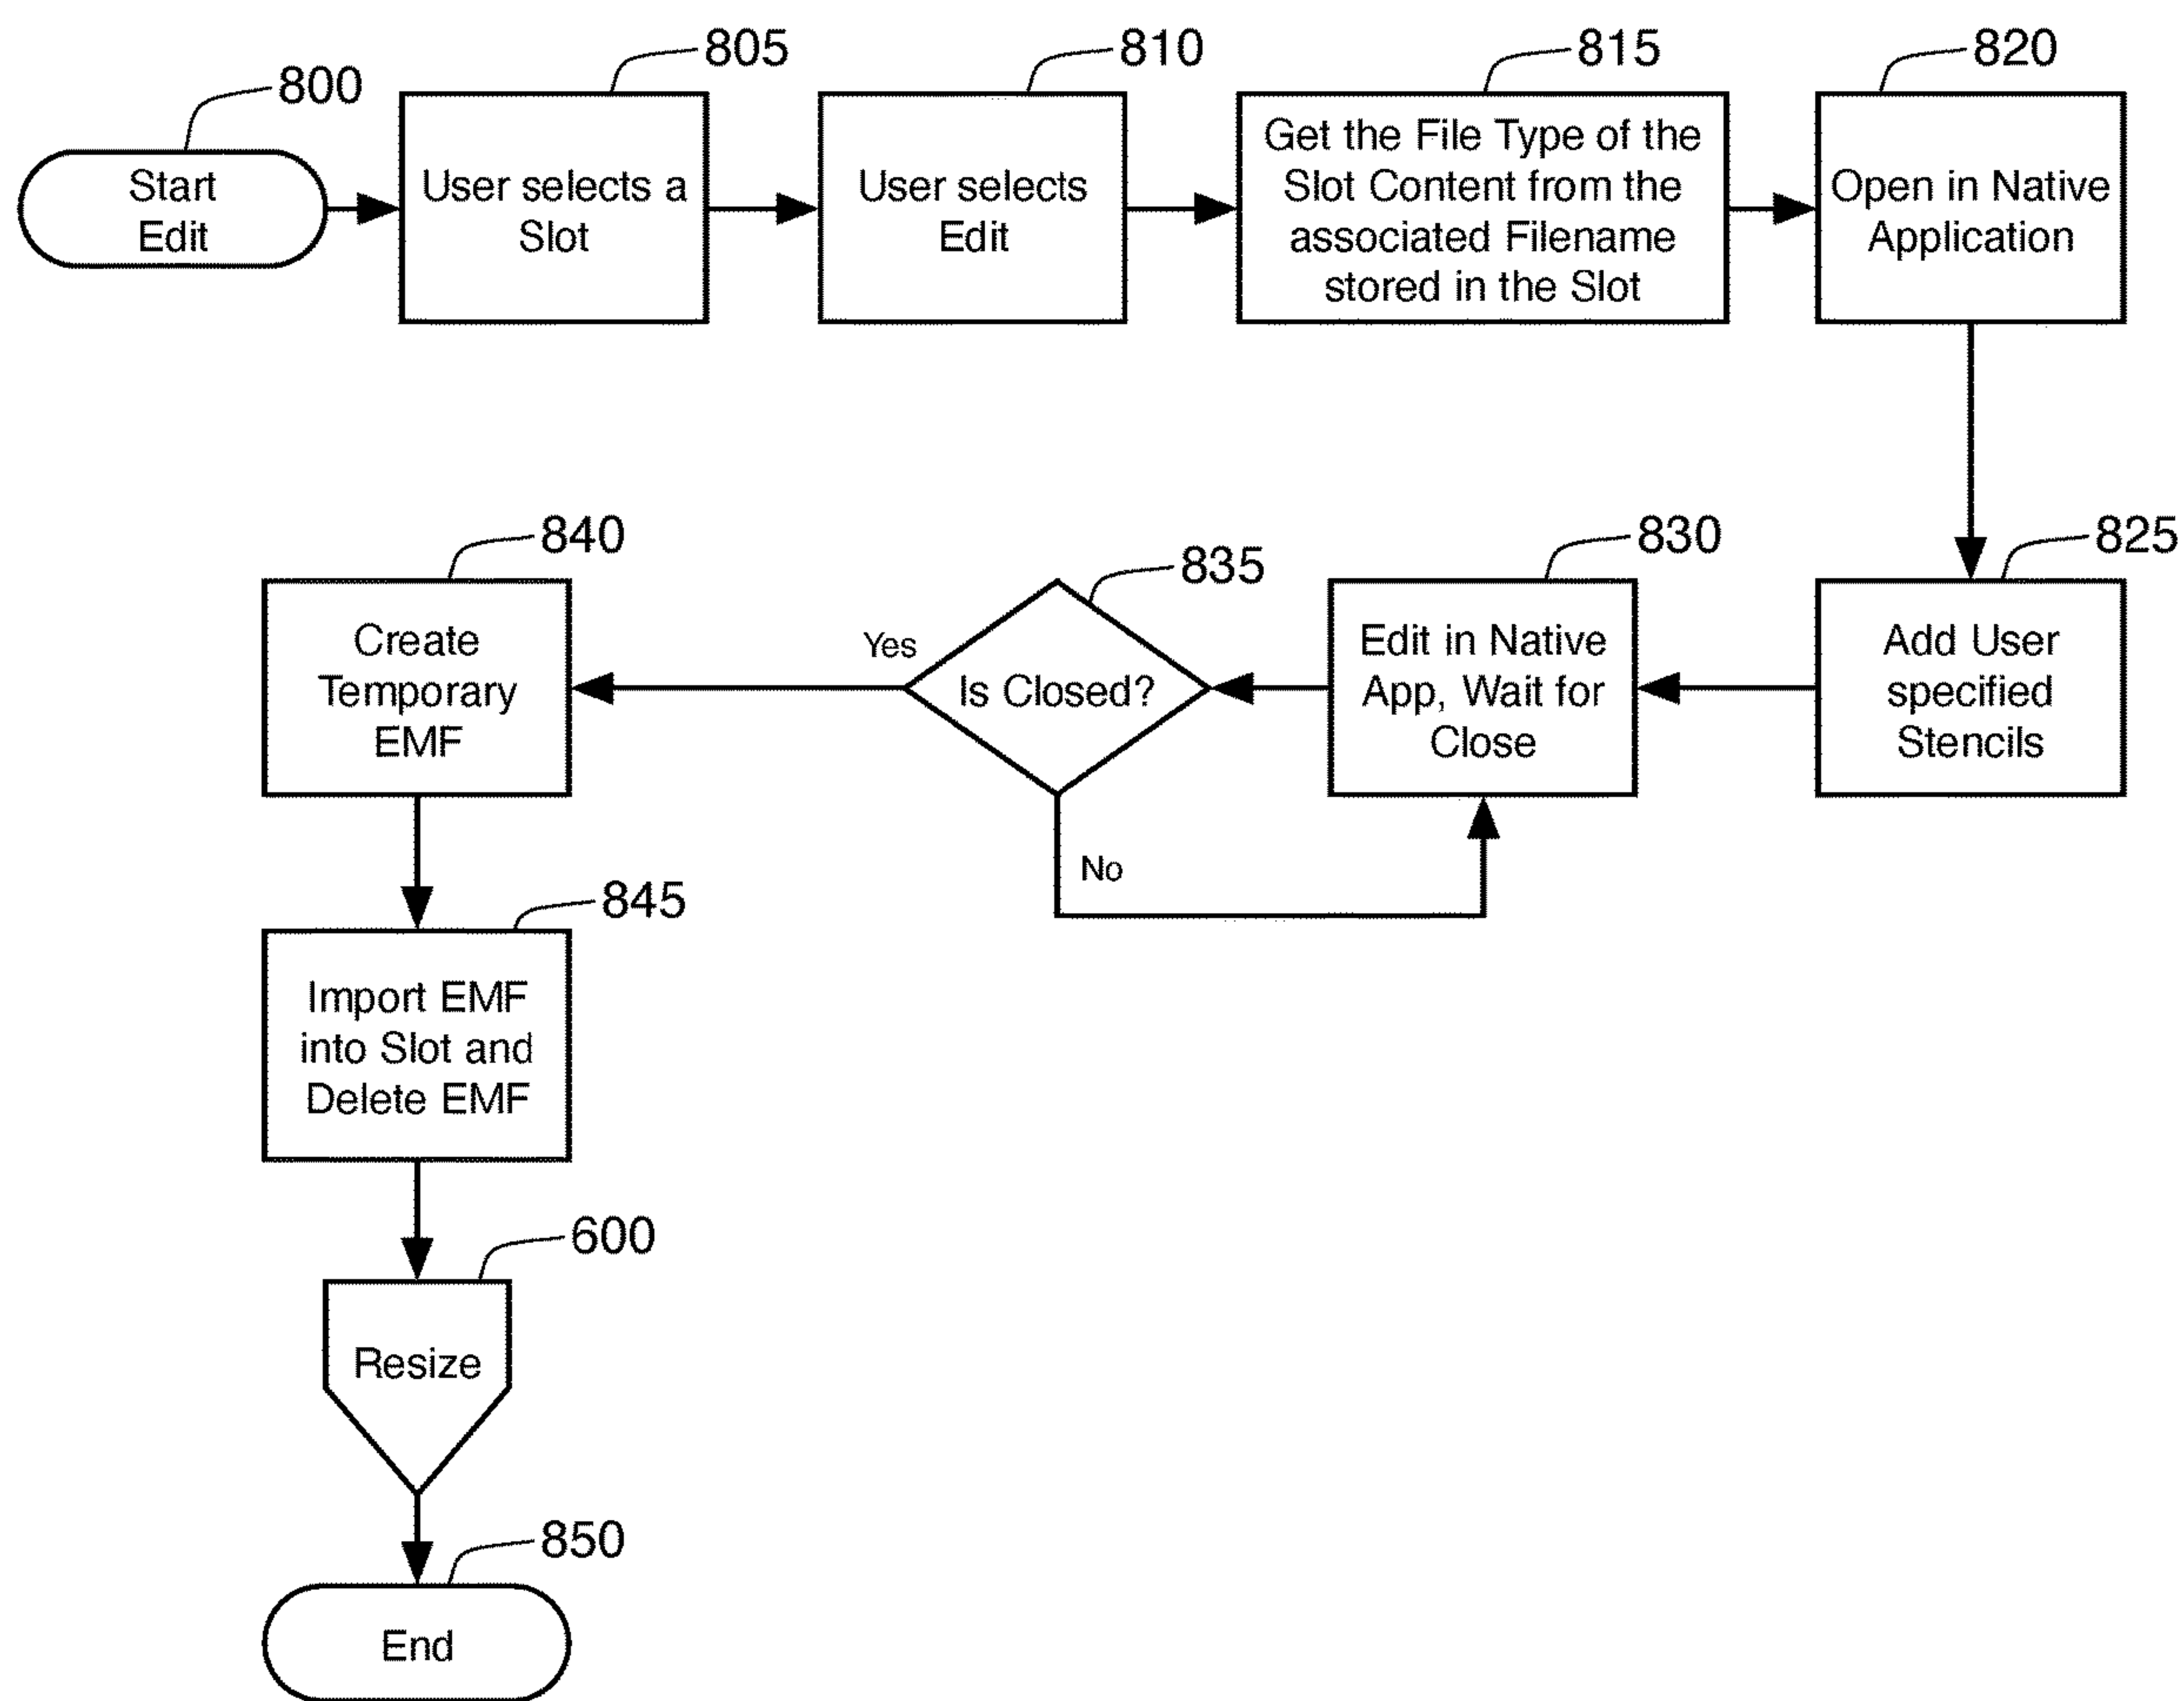 800
Start
Edit
805
User selects a
Slot
810
User selects
Edit
815
Get the File Type of the
Slot Content from the
associated Filename
stored in the Slot
820
Open in Native
Application
825
Add User
specified
Stencils
830
Edit in Native
App, Wait for
Close
835
Is Closed?
Yes
No
840
Create
Temporary
EMF
845
Import EMF
into Slot and
Delete EMF
600
Resize
850
End